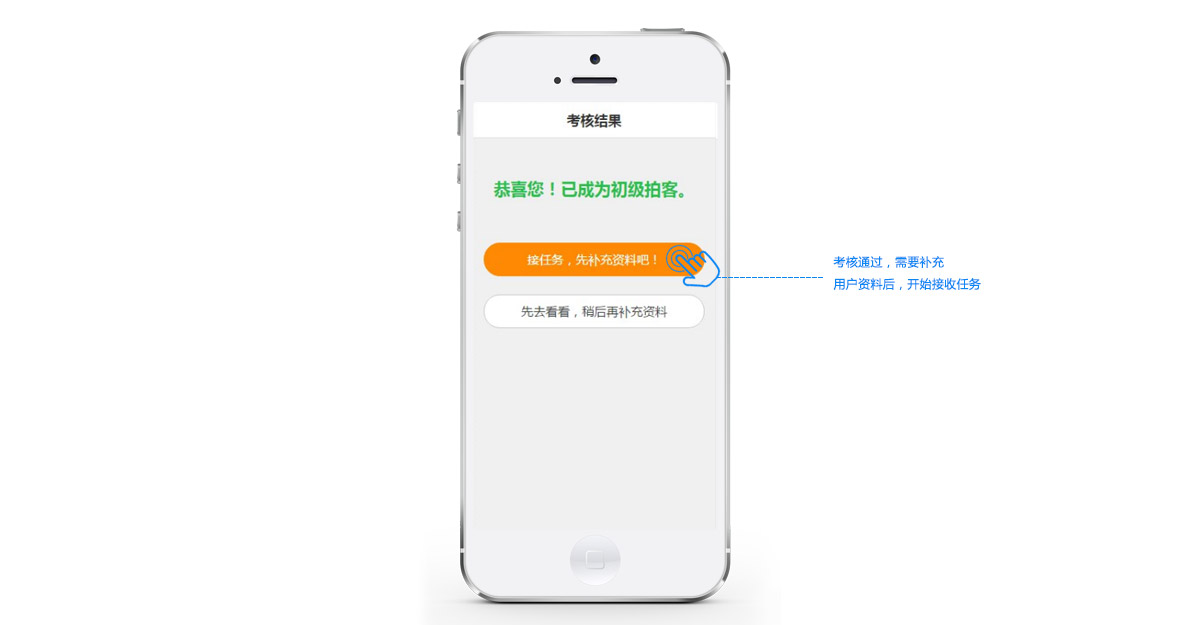 考核结果
恭喜您！已成为初级拍客。
接任务，先补充资料吧！
先去看看，稍后再补充资料
考核通过，需要补充
用户资料后，开始接收任务